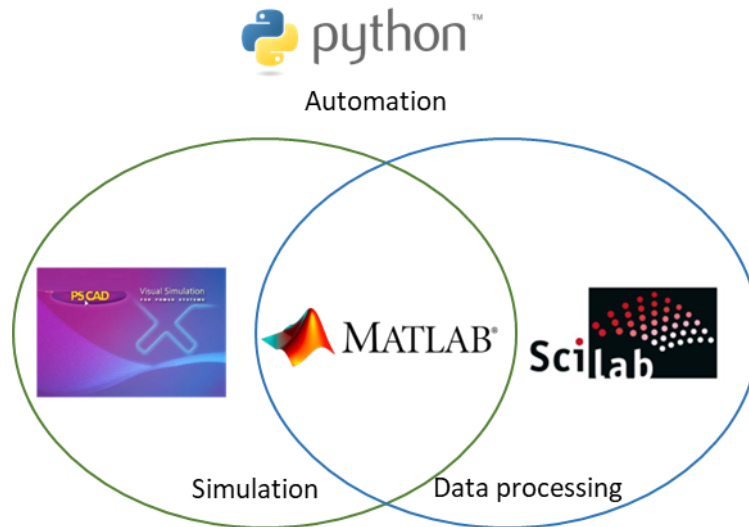 python™
Automation
PSCAD
Visual Simulation
FOR POWER SYSTEMS
MATLAB®
Scilab
Simulation
Data processing